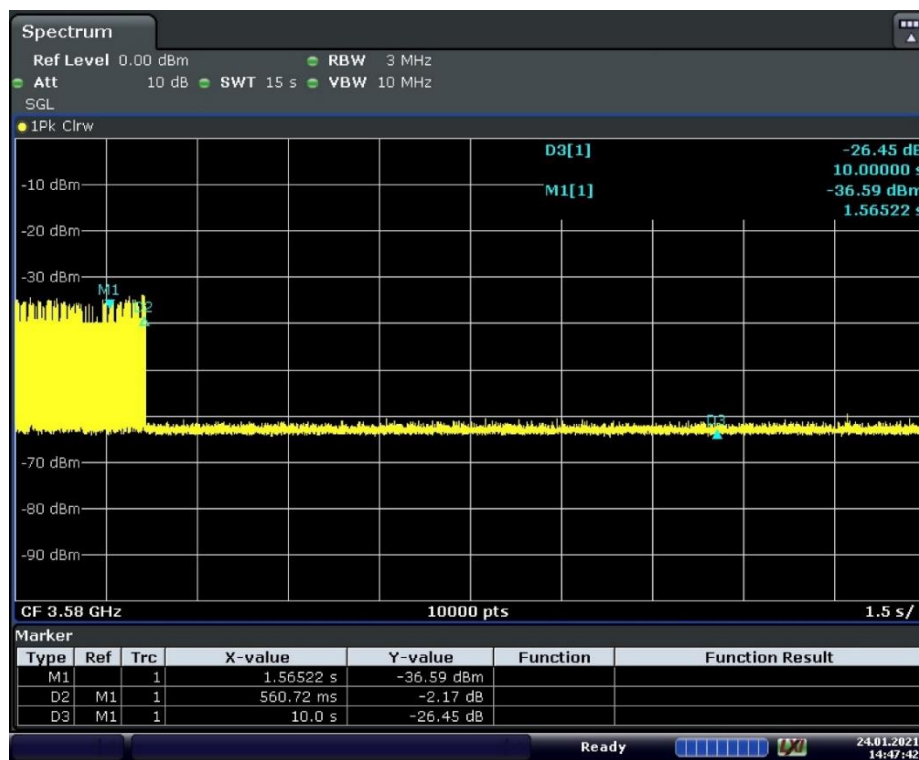 Spectrum
Ref Level 0.00 dBm RBW 3 MHz
Att 10 dB SWT 15 s VBW 10 MHz
SGL
1Pk Clrw
D3[1] -26.45 dB
10.00000 s
-10 dBm M1[1] -36.59 dBm
1.56522 s
-20 dBm
-30 dBm
M1
D2
D3
-70 dBm
-80 dBm
-90 dBm
CF 3.58 GHz 10000 pts 1.5 s/
Marker
Type Ref Trc X-value Y-value Function Function Result
M1 1 1.56522 s -36.59 dBm
D2 M1 1 560.72 ms -2.17 dB
D3 M1 1 10.0 s -26.45 dB
Ready LXI 24.01.2021
14:47:42